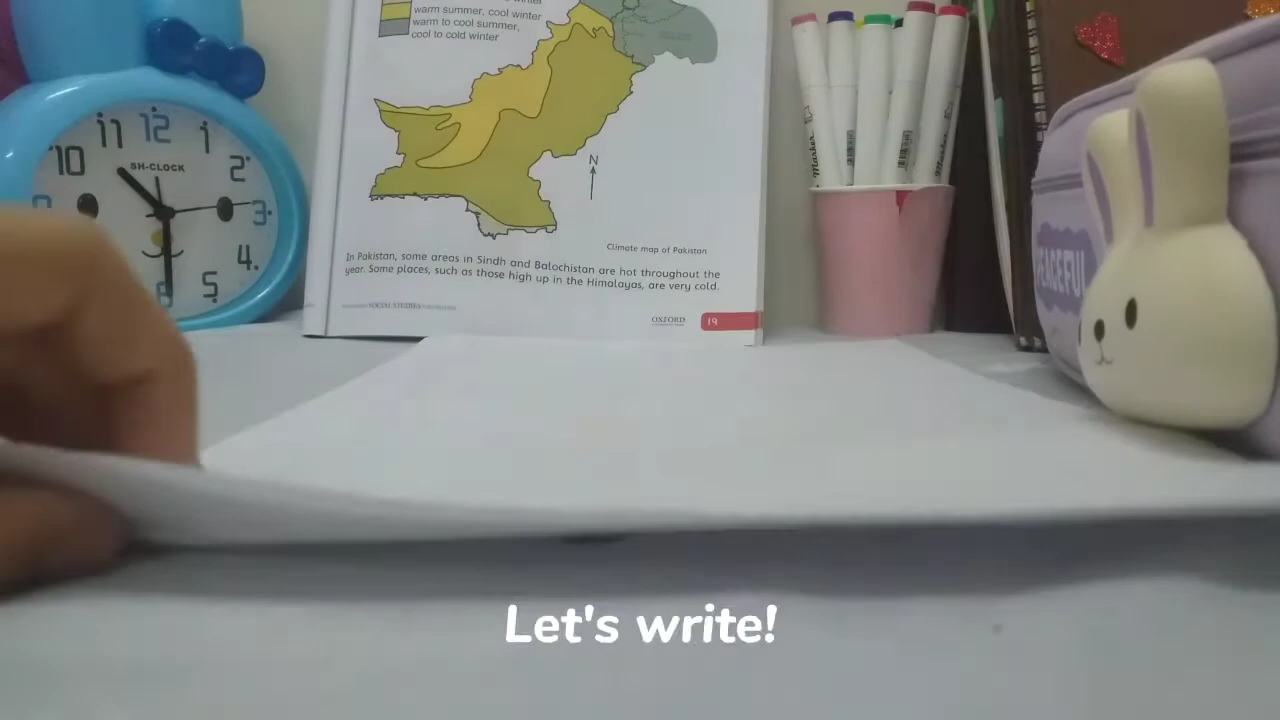 warm summer, cool winter
warm to cool summer,
cool to cold winter
11 12 1
10 2
SH-CLOCK
3
4
5
6
N
Climate map of Pakistan
In Pakistan, some areas in Sindh and Balochistan are hot throughout the
year. Some places, such as those high up in the Himalayas, are very cold.
SOCIAL STUDIES
OXFORD
19
Marker
Marker
PEACEFUL
Let's write!